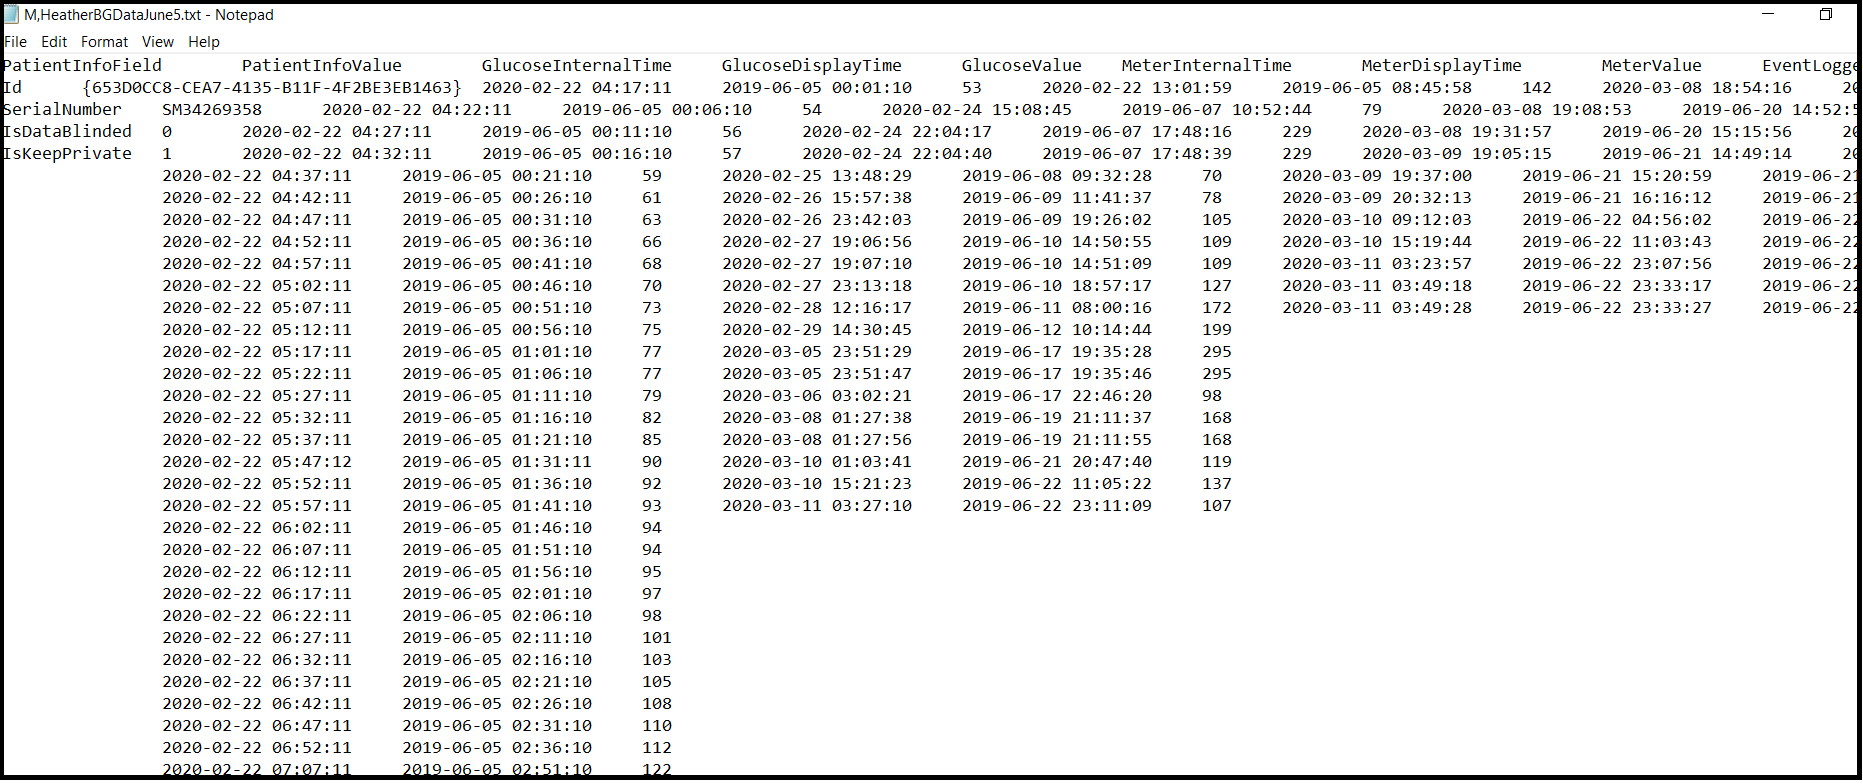 M,HeatherBGDataJune5.txt - Notepad
File Edit Format View Help
PatientInfoField PatientInfoValue GlucoseInternalTime GlucoseDisplayTime GlucoseValue MeterInternalTime MeterDisplayTime MeterValue EventLogge
Id {653D0CC8-CEA7-4135-B11F-4F2BE3EB1463} 2020-02-22 04:17:11 2019-06-05 00:01:10 53 2020-02-22 13:01:59 2019-06-05 08:45:58 142 2020-03-08 18:54:16 20
SerialNumber SM34269358 2020-02-22 04:22:11 2019-06-05 00:06:10 54 2020-02-24 15:08:45 2019-06-07 10:52:44 79 2020-03-08 19:08:53 2019-06-20 14:52:5
IsDataBlinded 0 2020-02-22 04:27:11 2019-06-05 00:11:10 56 2020-02-24 22:04:17 2019-06-07 17:48:16 229 2020-03-08 19:31:57 2019-06-20 15:15:56 20
IsKeepPrivate 1 2020-02-22 04:32:11 2019-06-05 00:16:10 57 2020-02-24 22:04:40 2019-06-07 17:48:39 229 2020-03-09 19:05:15 2019-06-21 14:49:14 20
2020-02-22 04:37:11 2019-06-05 00:21:10 59 2020-02-25 13:48:29 2019-06-08 09:32:28 70 2020-03-09 19:37:00 2019-06-21 15:20:59 2019-06-21
2020-02-22 04:42:11 2019-06-05 00:26:10 61 2020-02-26 15:57:38 2019-06-09 11:41:37 78 2020-03-09 20:32:13 2019-06-21 16:16:12 2019-06-21
2020-02-22 04:47:11 2019-06-05 00:31:10 63 2020-02-26 23:42:03 2019-06-09 19:26:02 105 2020-03-10 09:12:03 2019-06-22 04:56:02 2019-06-22
2020-02-22 04:52:11 2019-06-05 00:36:10 66 2020-02-27 19:06:56 2019-06-10 14:50:55 109 2020-03-10 15:19:44 2019-06-22 11:03:43 2019-06-22
2020-02-22 04:57:11 2019-06-05 00:41:10 68 2020-02-27 19:07:10 2019-06-10 14:51:09 109 2020-03-11 03:23:57 2019-06-22 23:07:56 2019-06-22
2020-02-22 05:02:11 2019-06-05 00:46:10 70 2020-02-27 23:13:18 2019-06-10 18:57:17 127 2020-03-11 03:49:18 2019-06-22 23:33:17 2019-06-22
2020-02-22 05:07:11 2019-06-05 00:51:10 73 2020-02-28 12:16:17 2019-06-11 08:00:16 172 2020-03-11 03:49:28 2019-06-22 23:33:27 2019-06-22
2020-02-22 05:12:11 2019-06-05 00:56:10 75 2020-02-29 14:30:45 2019-06-12 10:14:44 199
2020-02-22 05:17:11 2019-06-05 01:01:10 77 2020-03-05 23:51:29 2019-06-17 19:35:28 295
2020-02-22 05:22:11 2019-06-05 01:06:10 77 2020-03-05 23:51:47 2019-06-17 19:35:46 295
2020-02-22 05:27:11 2019-06-05 01:11:10 79 2020-03-06 03:02:21 2019-06-17 22:46:20 98
2020-02-22 05:32:11 2019-06-05 01:16:10 82 2020-03-08 01:27:38 2019-06-19 21:11:37 168
2020-02-22 05:37:11 2019-06-05 01:21:10 85 2020-03-08 01:27:56 2019-06-19 21:11:55 168
2020-02-22 05:47:12 2019-06-05 01:31:11 90 2020-03-10 01:03:41 2019-06-21 20:47:40 119
2020-02-22 05:52:11 2019-06-05 01:36:10 92 2020-03-10 15:21:23 2019-06-22 11:05:22 137
2020-02-22 05:57:11 2019-06-05 01:41:10 93 2020-03-11 03:27:10 2019-06-22 23:11:09 107
2020-02-22 06:02:11 2019-06-05 01:46:10 94
2020-02-22 06:07:11 2019-06-05 01:51:10 94
2020-02-22 06:12:11 2019-06-05 01:56:10 95
2020-02-22 06:17:11 2019-06-05 02:01:10 97
2020-02-22 06:22:11 2019-06-05 02:06:10 98
2020-02-22 06:27:11 2019-06-05 02:11:10 101
2020-02-22 06:32:11 2019-06-05 02:16:10 103
2020-02-22 06:37:11 2019-06-05 02:21:10 105
2020-02-22 06:42:11 2019-06-05 02:26:10 108
2020-02-22 06:47:11 2019-06-05 02:31:10 110
2020-02-22 06:52:11 2019-06-05 02:36:10 112
2020-02-22 07:07:11 2019-06-05 02:51:10 122